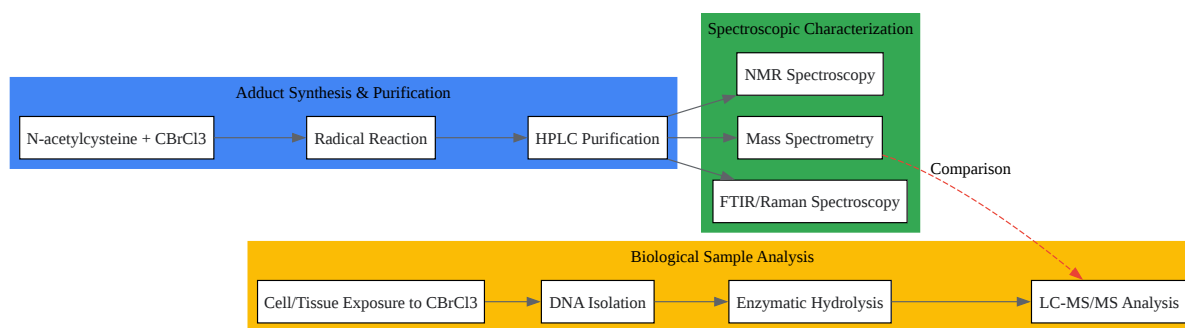 Spectroscopic Characterization
NMR Spectroscopy
Adduct Synthesis & Purification
N-acetylcysteine + CBrCl3
Radical Reaction
HPLC Purification
Mass Spectrometry
Comparison
FTIR/Raman Spectroscopy
Biological Sample Analysis
Cell/Tissue Exposure to CBrCl3
DNA Isolation
Enzymatic Hydrolysis
LC-MS/MS Analysis